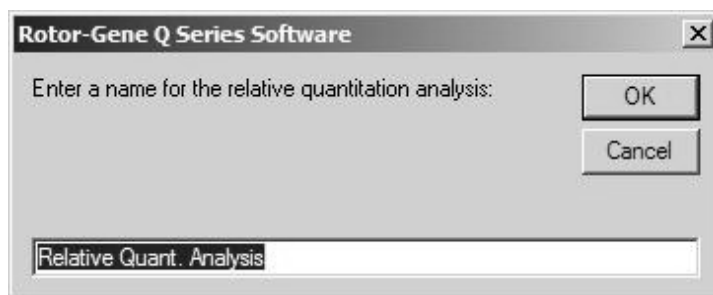 Rotor-Gene Q Series Software
Enter a name for the relative quantitation analysis:
OK
Cancel
Relative Quant. Analysis